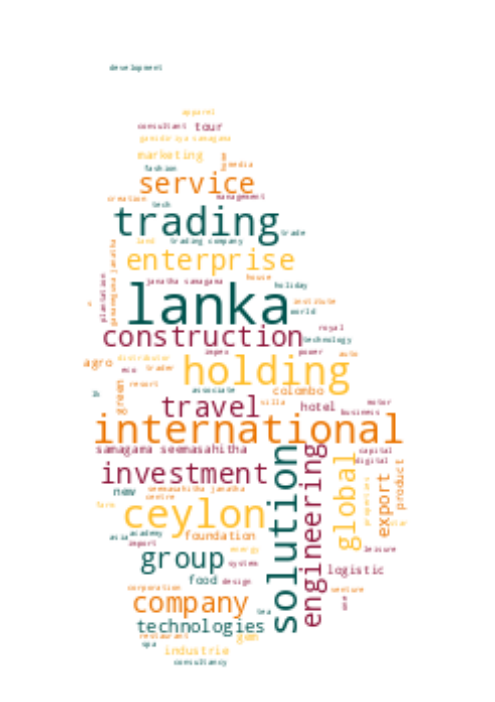 development
apparel
consultant tour
marketing
media
fashion
service
creation management
tech
trading trade
land trading company
enterprise
house
janatha samagama holiday
plantation
lanka institute
world
construction royal
technology
impex power auto
distributor
agro trader holding
eco
resort associate colombo
lk green villa
travel hotel motor
business
international
samagama seemasahitha capital
digital
investment
solution
engineering
global
export
product
properties
new seemasahitha janatha
centre
farm ceylon
asia academy foundation
import energy leisure
group system
food design logistic
corporation venture
company tea
technologies
restaurant gem
spa industrie
consultancy